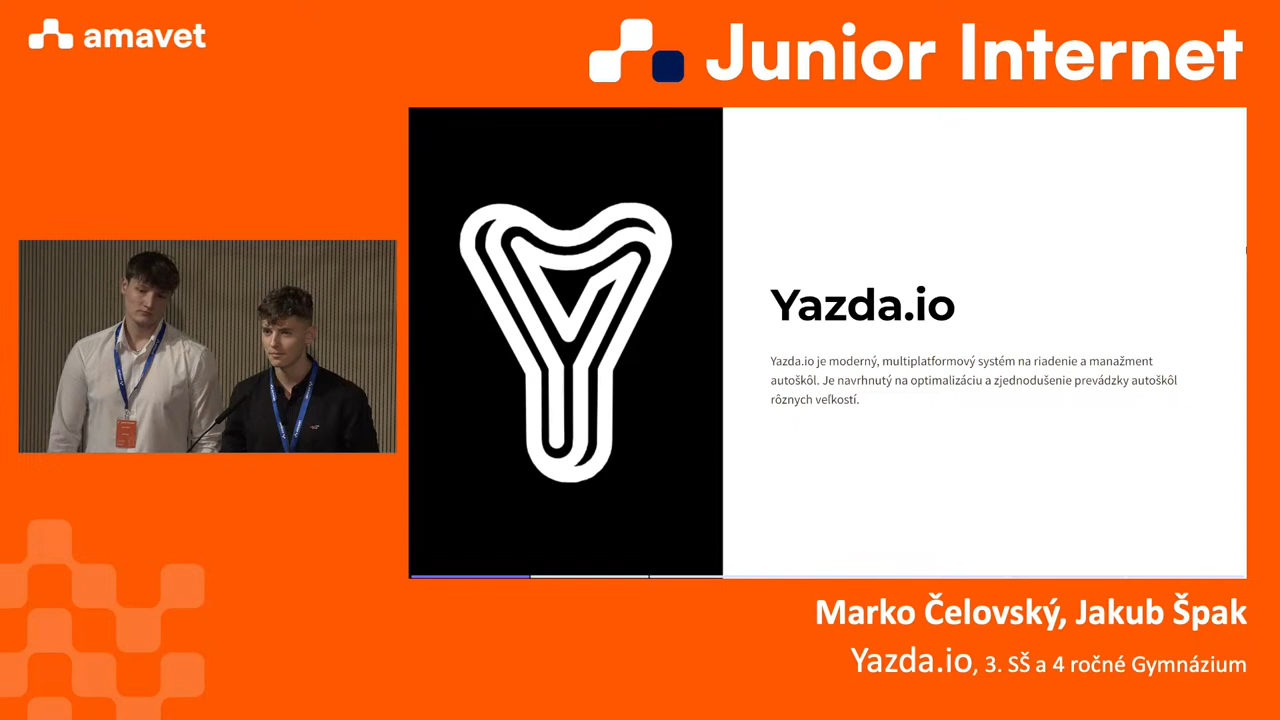 amavet
Junior Internet
Yazda.io
Yazda.io je moderný, multiplatformový systém na riadenie a manažment
autoškôl. Je navrhnutý na optimalizáciu a zjednodušenie prevádzky autoškôl
rôznych veľkostí.
Marko Čelovský, Jakub Špak
Yazda.io, 3. SŠ a 4 ročné Gymnázium